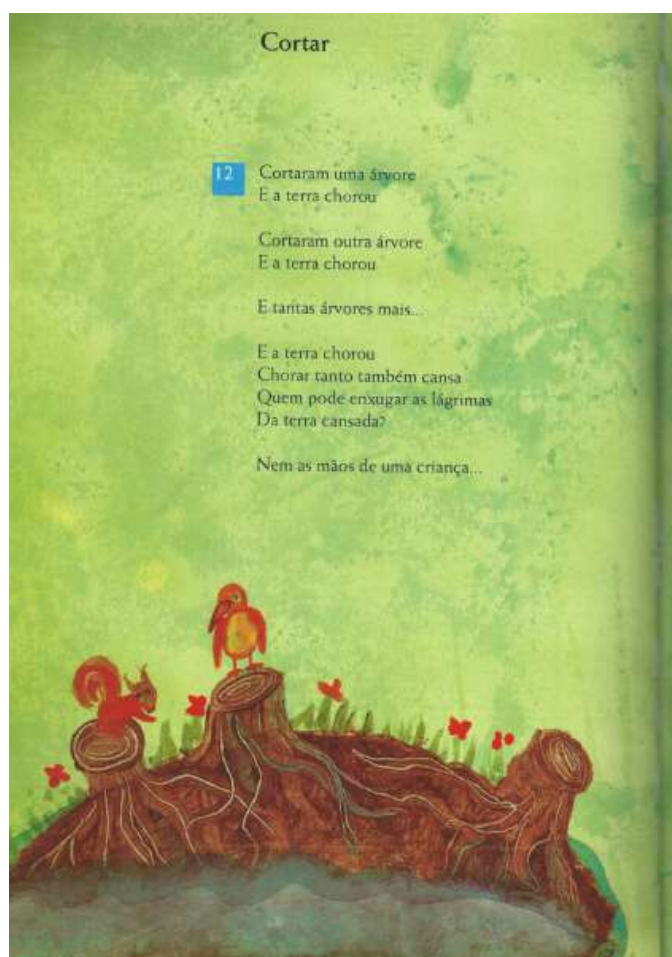 Cortar
12
Cortaram uma árvore
E a terra chorou
Cortaram outra árvore
E a terra chorou
E tantas árvores mais...
E a terra chorou
Chorar tanto também cansa
Quem pode enxugar as lágrimas
Da terra cansada?
Nem as mãos de uma criança...